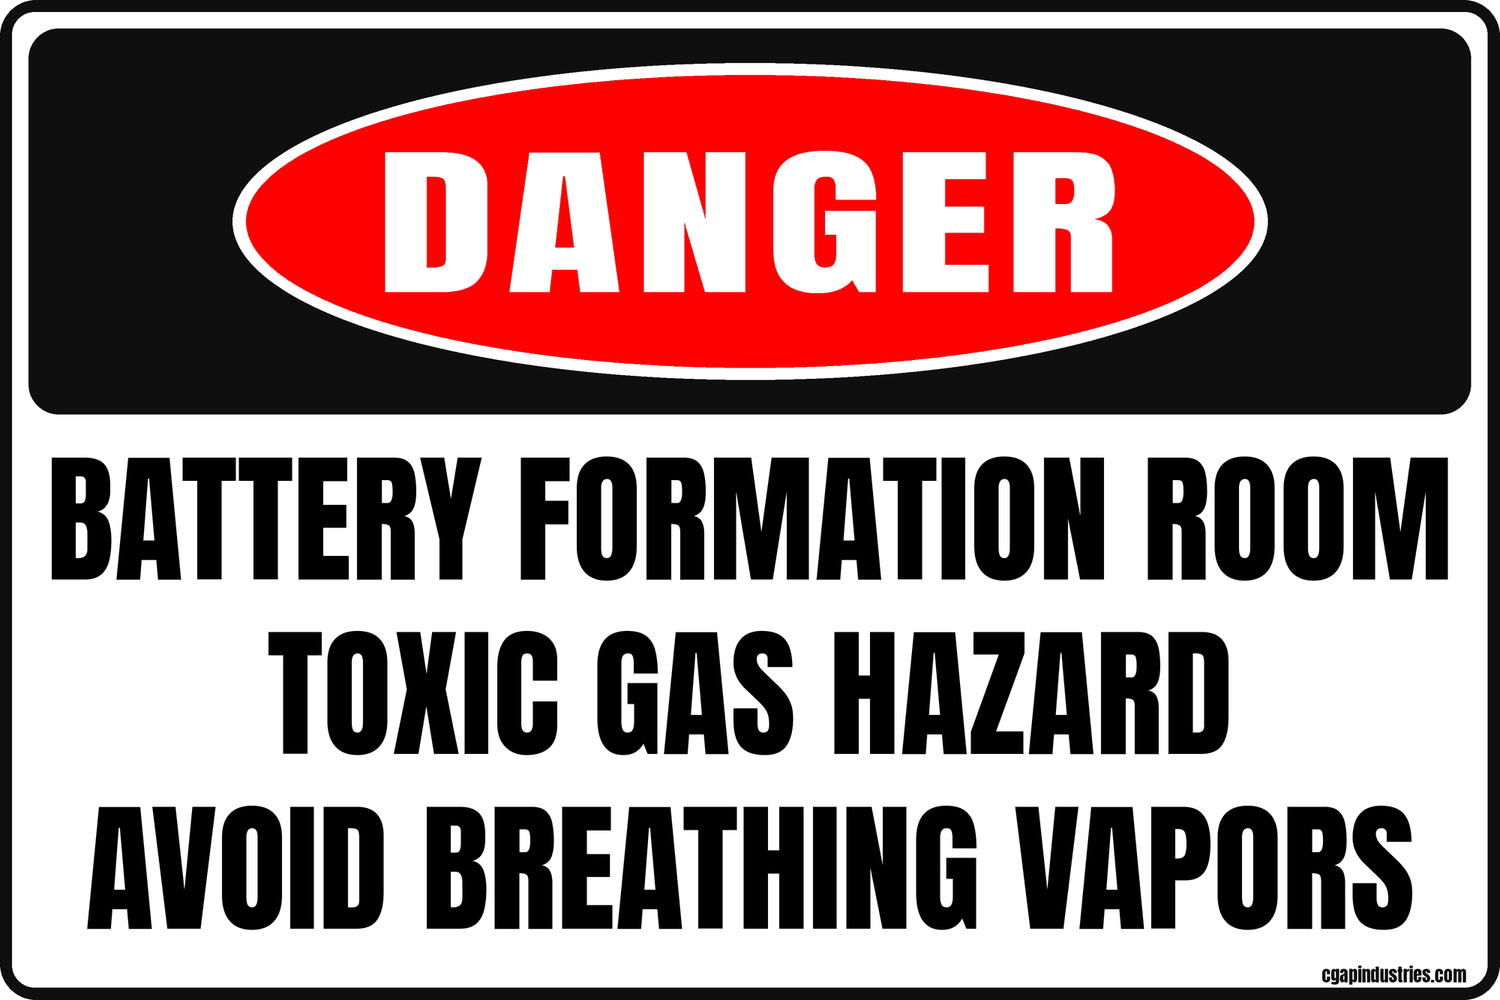 DANGER
BATTERY FORMATION ROOM
TOXIC GAS HAZARD
AVOID BREATHING VAPORS
cgapindustries.com